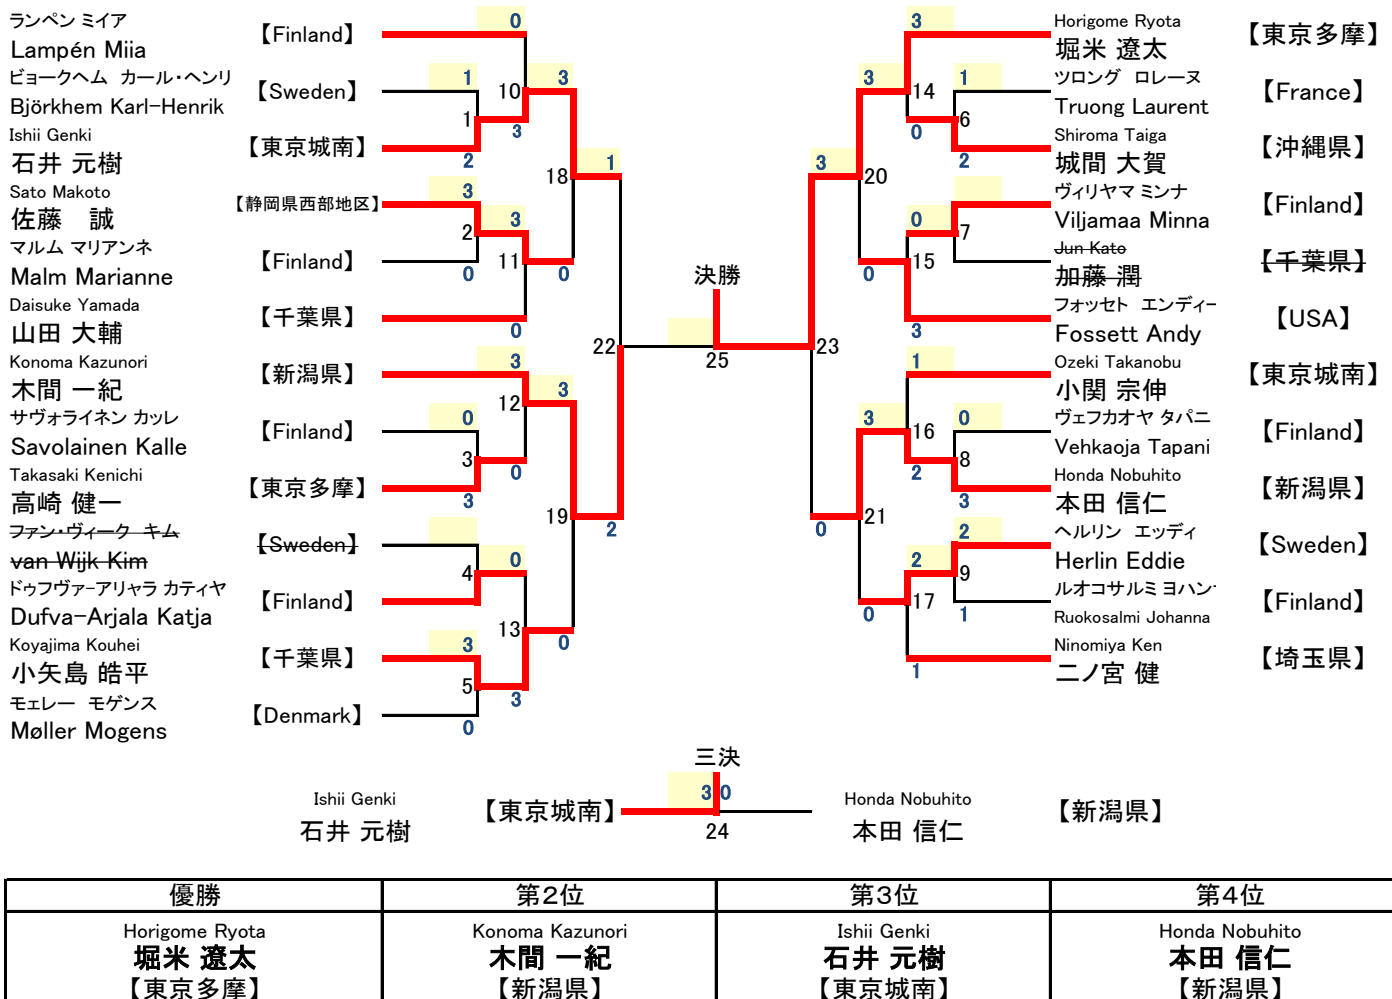 ランペン ミイア
Lampén Miia
【Finland】
0
ビョークヘム カール・ヘンリ
Björkhem Karl-Henrik
【Sweden】
1
10
3
1
3
Ishii Genki
石井 元樹
【東京城南】
2
18
1
Sato Makoto
佐藤 誠
【静岡県西部地区】
3
2
3
マルム マリアンネ
Malm Marianne
【Finland】
0
11
0
Daisuke Yamada
山田 大輔
【千葉県】
0
22
Konoma Kazunori
木間 一紀
【新潟県】
3
12
3
サヴォライネン カッレ
Savolainen Kalle
【Finland】
0
3
0
Takasaki Kenichi
高崎 健一
【東京多摩】
3
19
2
ファン・ヴィーク キム
van Wijk Kim
【Sweden】
4
0
ドゥフヴァーアリャラ カティヤ
Dufva-Arjala Katja
【Finland】
13
0
Koyajima Kouhei
小矢島 皓平
【千葉県】
3
5
3
モェレー モゲンス
Møller Mogens
【Denmark】
0
決勝
25
3
Horigome Ryota
堀米 遼太
【東京多摩】
3
14
1
ツロング ロレーヌ
Truong Laurent
【France】
6
0
Shiroma Taiga
城間 大賀
【沖縄県】
2
3
20
ヴィリヤマ ミンナ
Viljamaa Minna
【Finland】
0
7
Jun Kato
加藤 潤
【千葉県】
15
0
フォッセト エンディー
Fossett Andy
【USA】
3
23
Ozeki Takanobu
小関 宗伸
【東京城南】
1
3
16
0
ヴェフカオヤ タパニ
Vehkaoja Tapani
【Finland】
8
2
Honda Nobuhito
本田 信仁
【新潟県】
3
21
0
ヘルリン エッディ
Herlin Eddie
【Sweden】
2
2
9
ルオコサルミ ヨハン
Ruokosalmi Johanna
【Finland】
1
17
0
Ninomiya Ken
二ノ宮 健
【埼玉県】
1
三決
Ishii Genki
石井 元樹
【東京城南】
3 0
24
Honda Nobuhito
本田 信仁
【新潟県】
優勝 第2位 第3位 第4位
Horigome Ryota Konoma Kazunori Ishii Genki Honda Nobuhito
堀米 遼太 木間 一紀 石井 元樹 本田 信仁
【東京多摩】 【新潟県】 【東京城南】 【新潟県】